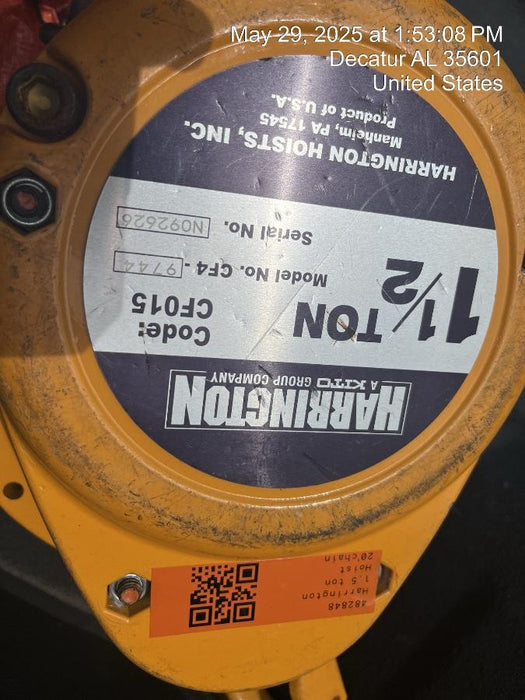 May 29, 2025 at 1:53:08 PM
Decatur AL 35601
United States
HARRINGTON
A KITO GROUP COMPANY
1 1/2 TON
Code:
CF015
Model No. CF4 - 9744
Serial No. N092626
HARRINGTON HOISTS, INC.
Manheim, PA 17545
Product of U.S.A.
482848
Harrington
1.5 ton
Hoist
20'chain